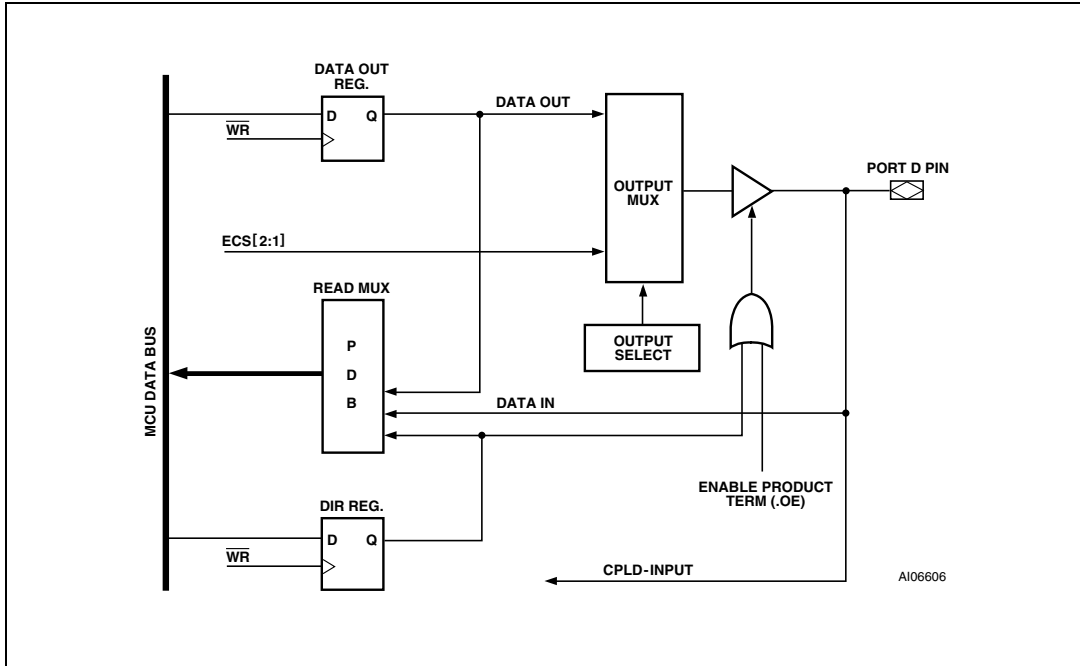 DATA OUT
REG.
D Q
WR
DATA OUT
OUTPUT
MUX
PORT D PIN
ECS[2:1]
READ MUX
P
D
B
OUTPUT
SELECT
MCU DATA BUS
DATA IN
ENABLE PRODUCT
TERM (.OE)
DIR REG.
D Q
WR
CPLD-INPUT
AI06606